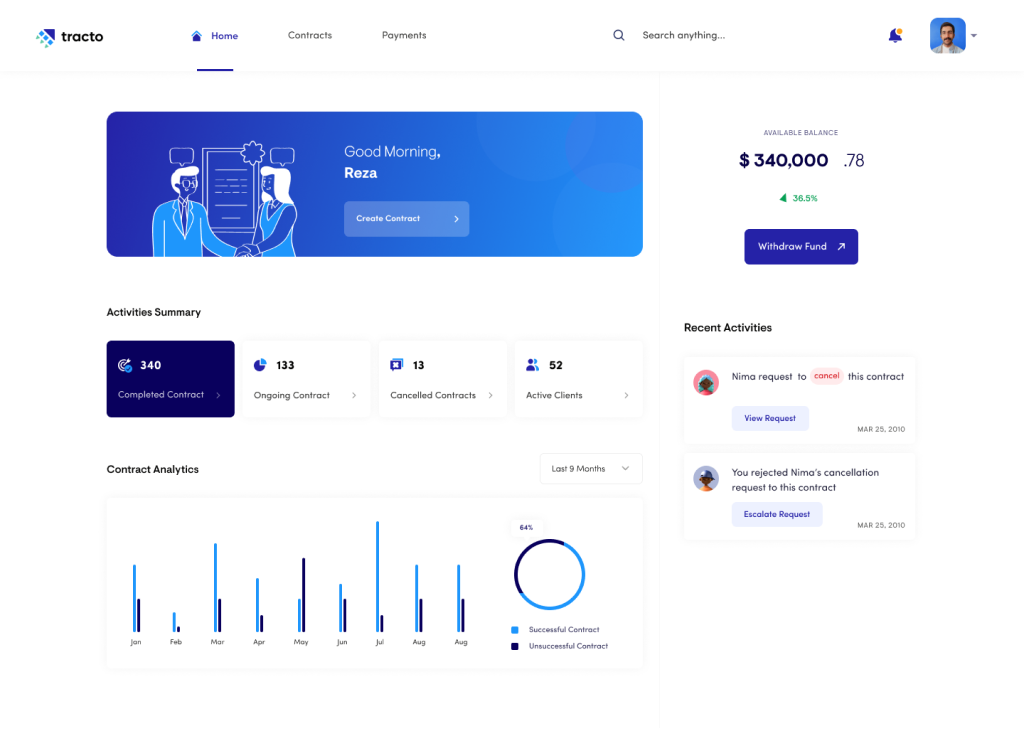 tracto
Home
Contracts
Payments
Search anything...
Good Morning,
Reza
Create Contract
AVAILABLE BALANCE
$ 340,000 .78
36.5%
Withdraw Fund
Activities Summary
340
Completed Contract
133
Ongoing Contract
13
Cancelled Contracts
52
Active Clients
Recent Activities
Nima request to cancel this contract
View Request
MAR 25, 2010
You rejected Nima's cancellation
request to this contract
Escalate Request
MAR 25, 2010
Contract Analytics
Last 9 Months
64%
Jan Feb Mar Apr May Jun Jul Aug Aug
Successful Contract
Unsuccessful Contract